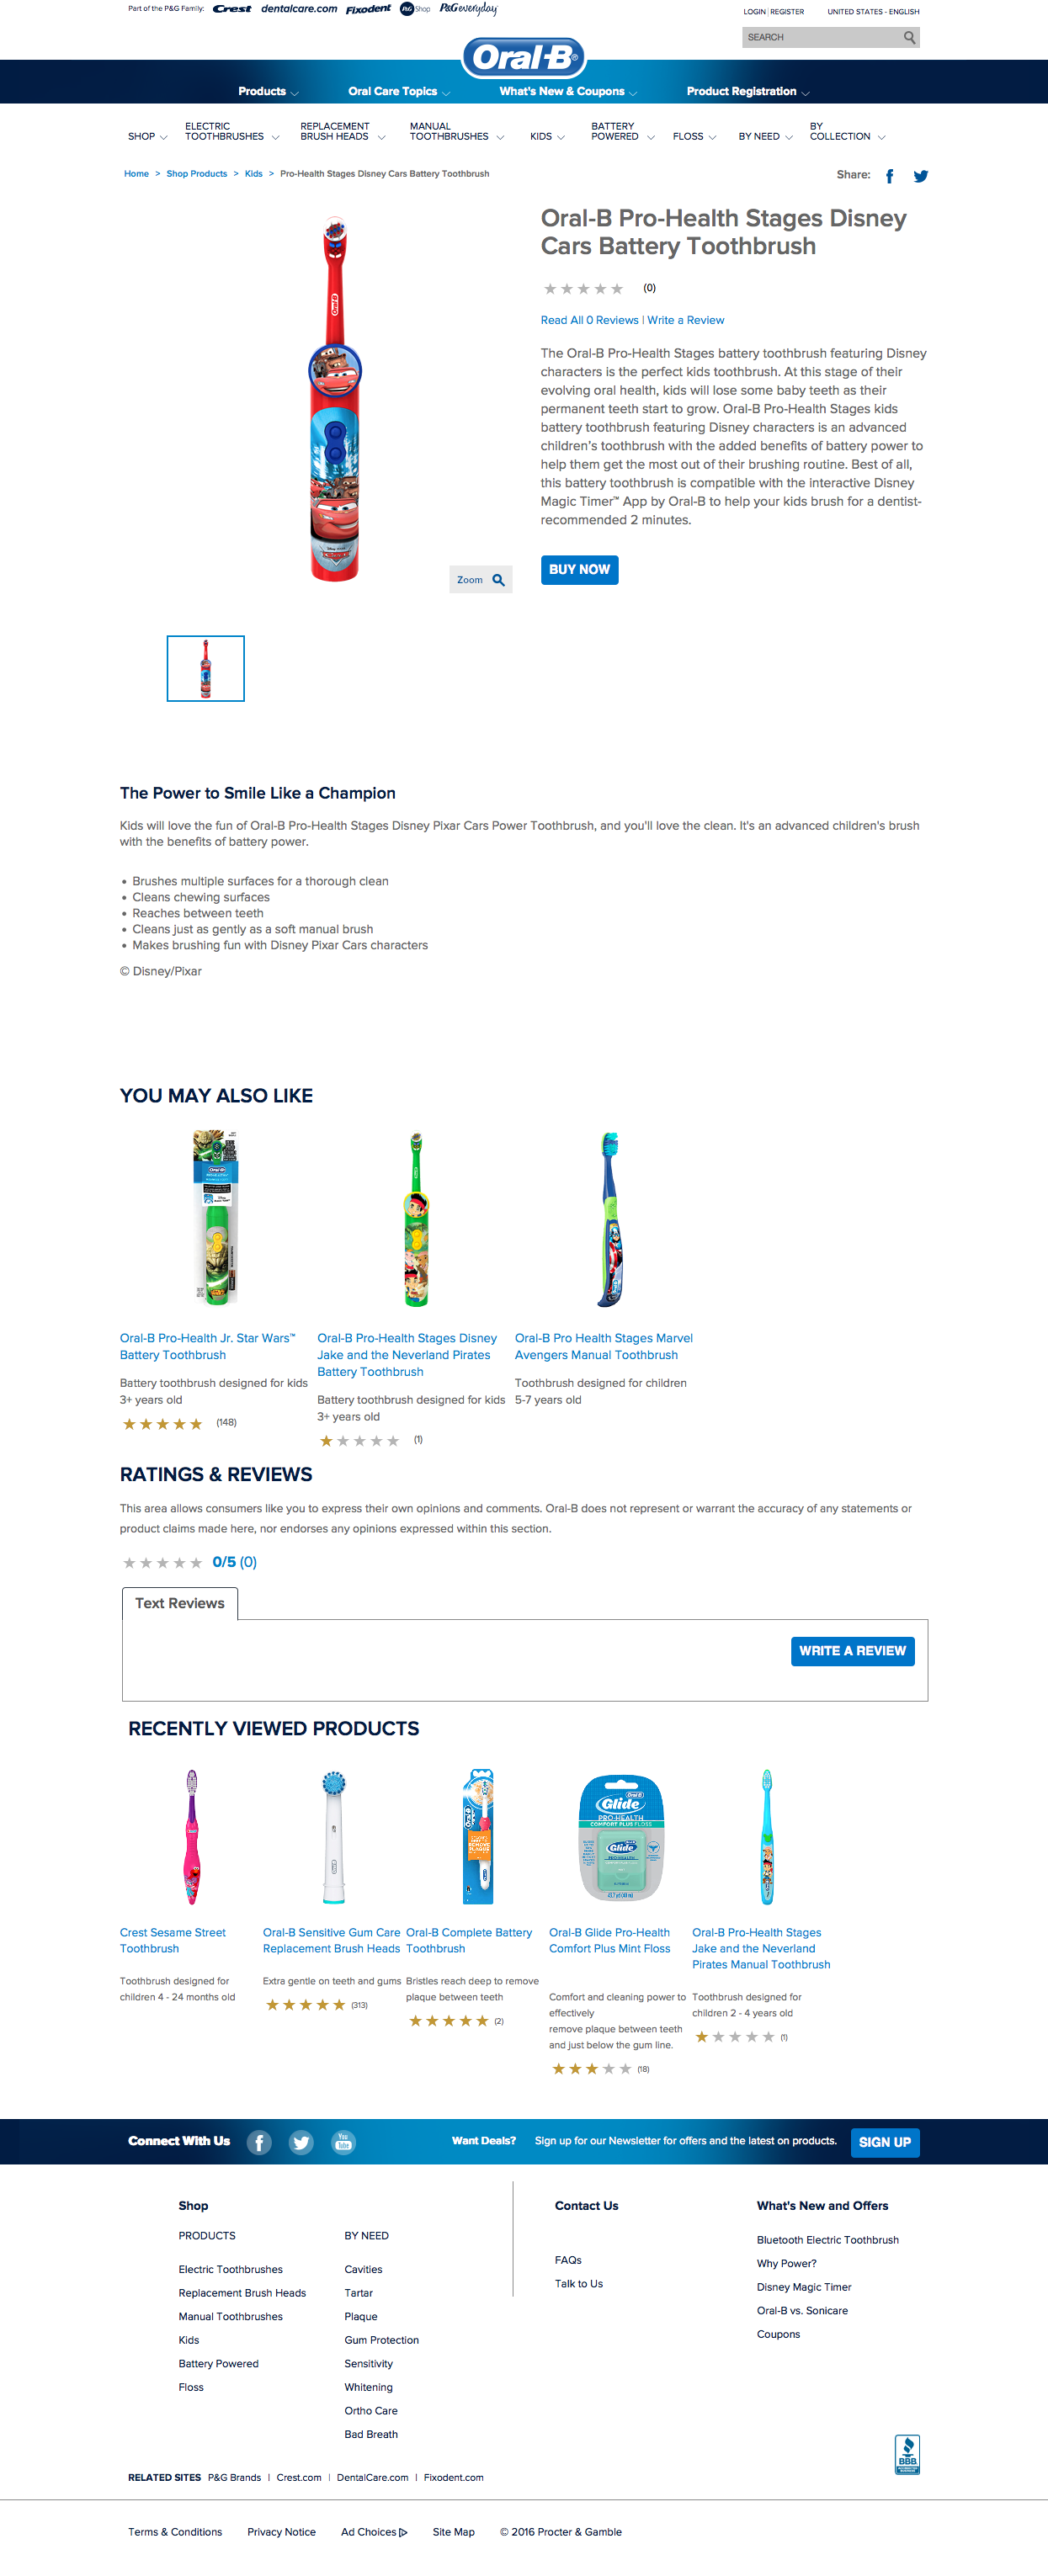 Part of the P&G Family: Crest dentalcare.com Fixodent P&G Shop P&G everyday
LOGIN | REGISTER UNITED STATES - ENGLISH
SEARCH
Oral-B
Products Oral Care Topics What's New & Coupons Product Registration
SHOP ELECTRIC TOOTHBRUSHES REPLACEMENT BRUSH HEADS MANUAL TOOTHBRUSHES KIDS BATTERY POWERED FLOSS BY NEED BY COLLECTION
Home > Shop Products > Kids > Pro-Health Stages Disney Cars Battery Toothbrush
Share:
Oral-B Pro-Health Stages Disney
Cars Battery Toothbrush
(0)
Read All 0 Reviews | Write a Review
The Oral-B Pro-Health Stages battery toothbrush featuring Disney
characters is the perfect kids toothbrush. At this stage of their
evolving oral health, kids will lose some baby teeth as their
permanent teeth start to grow. Oral-B Pro-Health Stages kids
battery toothbrush featuring Disney characters is an advanced
children's toothbrush with the added benefits of battery power to
help them get the most out of their brushing routine. Best of all,
this battery toothbrush is compatible with the interactive Disney
Magic Timer™ App by Oral-B to help your kids brush for a dentist-
recommended 2 minutes.
BUY NOW
Oral-B
Zoom
The Power to Smile Like a Champion
Kids will love the fun of Oral-B Pro-Health Stages Disney Pixar Cars Power Toothbrush, and you'll love the clean. It's an advanced children's brush
with the benefits of battery power.
• Brushes multiple surfaces for a thorough clean
• Cleans chewing surfaces
• Reaches between teeth
• Cleans just as gently as a soft manual brush
• Makes brushing fun with Disney Pixar Cars characters
© Disney/Pixar
YOU MAY ALSO LIKE
Oral-B Pro-Health Jr. Star Wars™
Battery Toothbrush
Battery toothbrush designed for kids
3+ years old
(148)
Oral-B Pro-Health Stages Disney
Jake and the Neverland Pirates
Battery Toothbrush
Battery toothbrush designed for kids
3+ years old
(1)
Oral-B Pro Health Stages Marvel
Avengers Manual Toothbrush
Toothbrush designed for children
5-7 years old
RATINGS & REVIEWS
This area allows consumers like you to express their own opinions and comments. Oral-B does not represent or warrant the accuracy of any statements or
product claims made here, nor endorses any opinions expressed within this section.
0/5 (0)
Text Reviews
WRITE A REVIEW
RECENTLY VIEWED PRODUCTS
Oral-B
Glide
PRO-HEALTH
COMFORT PLUS FLOSS
Glide
Crest Sesame Street
Toothbrush
Toothbrush designed for
children 4 - 24 months old
Oral-B Sensitive Gum Care
Replacement Brush Heads
Extra gentle on teeth and gums
(313)
Oral-B Complete Battery
Toothbrush
Bristles reach deep to remove
plaque between teeth
(2)
Oral-B Glide Pro-Health
Comfort Plus Mint Floss
Comfort and cleaning power to
effectively
remove plaque between teeth
and just below the gum line.
(18)
Oral-B Pro-Health Stages
Jake and the Neverland
Pirates Manual Toothbrush
Toothbrush designed for
children 2 - 4 years old
(1)
Connect With Us You Tube Want Deals? Sign up for our Newsletter for offers and the latest on products. SIGN UP
Shop
PRODUCTS
Electric Toothbrushes
Replacement Brush Heads
Manual Toothbrushes
Kids
Battery Powered
Floss
BY NEED
Cavities
Tartar
Plaque
Gum Protection
Sensitivity
Whitening
Ortho Care
Bad Breath
Contact Us
FAQs
Talk to Us
What's New and Offers
Bluetooth Electric Toothbrush
Why Power?
Disney Magic Timer
Oral-B vs. Sonicare
Coupons
BBB
RELATED SITES P&G Brands | Crest.com | DentalCare.com | Fixodent.com
Terms & Conditions Privacy Notice Ad Choices Site Map © 2016 Procter & Gamble